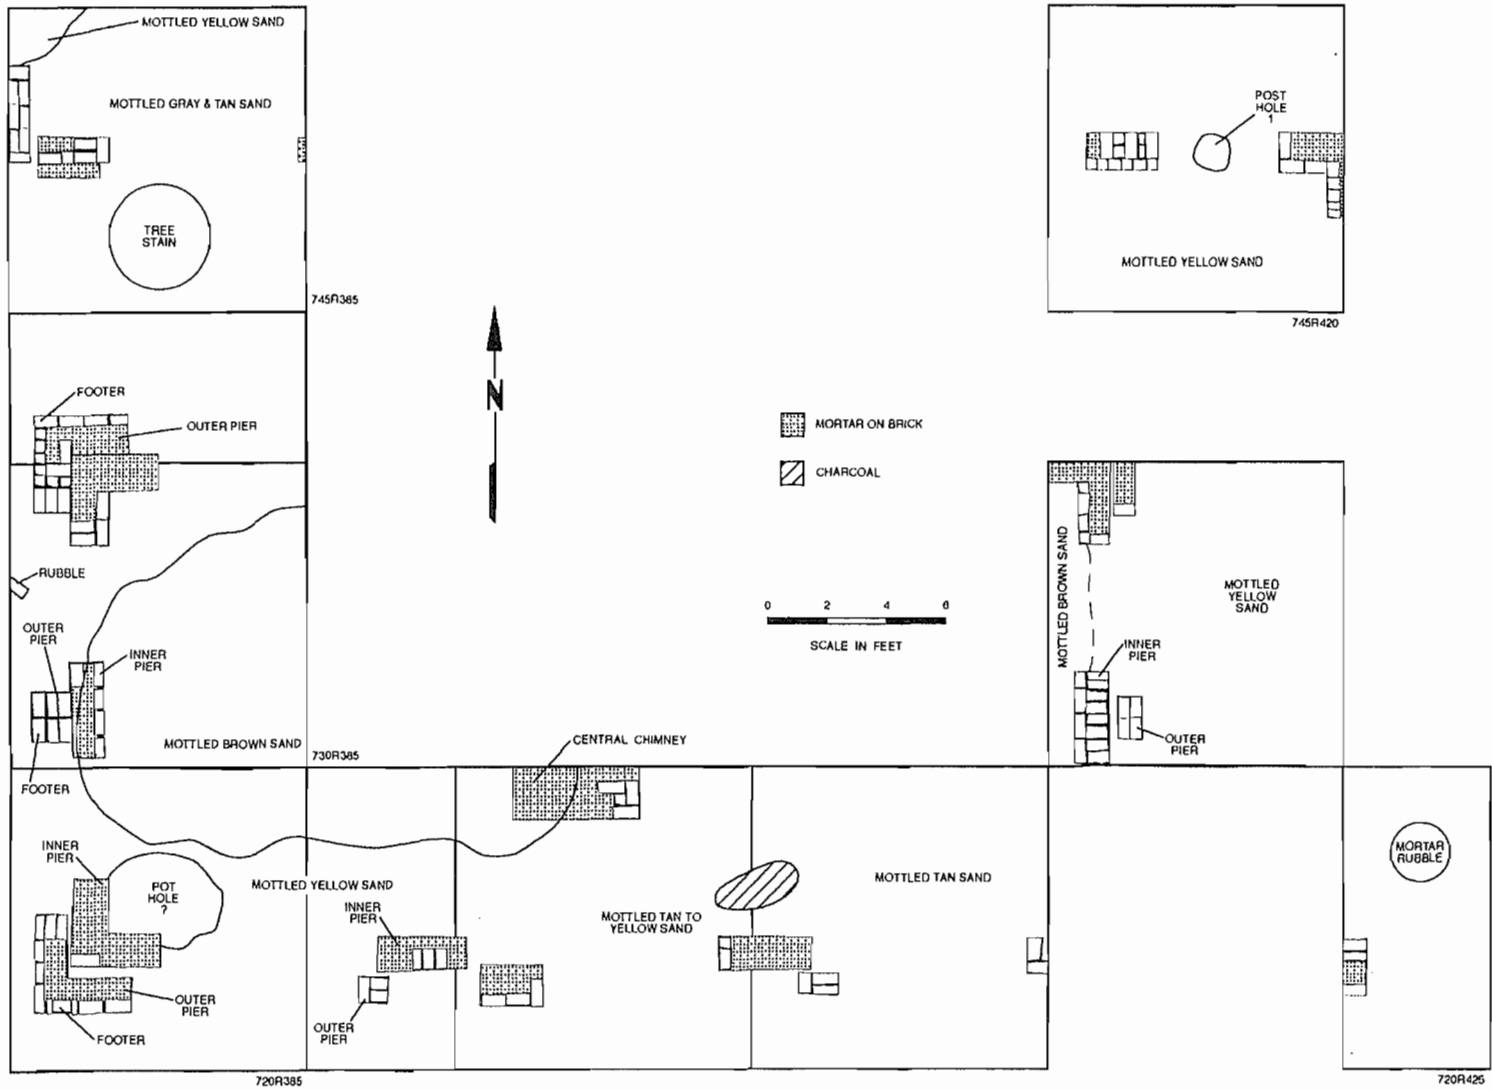 MOTTLED YELLOW SAND
MOTTLED GRAY & TAN SAND
TREE
STAIN
745R385
POST
HOLE
1
MOTTLED YELLOW SAND
745R420
FOOTER
OUTER PIER
N
MORTAR ON BRICK
CHARCOAL
RUBBLE
OUTER
PIER
INNER
PIER
MOTTLED BROWN SAND
730R385
FOOTER
0 2 4 6
SCALE IN FEET
MOTTLED BROWN SAND
MOTTLED
YELLOW
SAND
INNER
PIER
OUTER
PIER
CENTRAL CHIMNEY
INNER
PIER
POT
HOLE
?
MOTTLED YELLOW SAND
INNER
PIER
MOTTLED TAN TO
YELLOW SAND
MOTTLED TAN SAND
MORTAR
RUBBLE
OUTER
PIER
FOOTER
OUTER
PIER
720R385
720R425